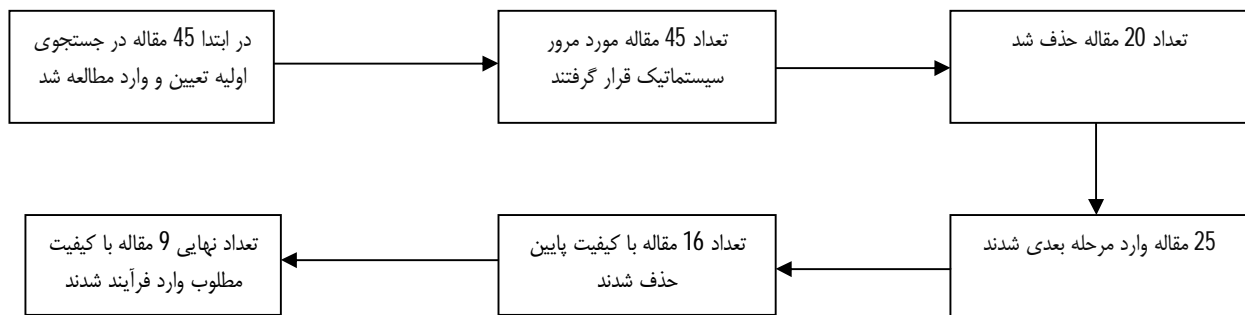 در ابتدا 45 مقاله در جستجوی
اولیه تعیین و وارد مطالعه شد
تعداد 45 مقاله مورد مرور
سیستماتیک قرار گرفتند
تعداد 20 مقاله حذف شد
25 مقاله وارد مرحله بعدی شدند
تعداد 16 مقاله با کیفیت پایین
حذف شدند
تعداد نهایی 9 مقاله با کیفیت
مطلوب وارد فرآیند شدند